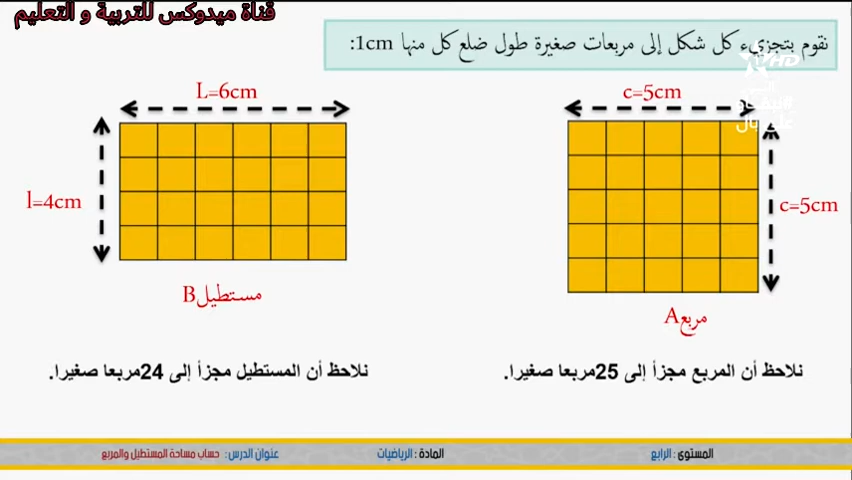 قناة ميدوكس للتربية و التعليم
نقوم بتجزيء كل شكل إلى مربعات صغيرة طول ضلع كل منها 1cm:
HD
L=6cm
c=5cm
l=4cm
c=5cm
مستطيلB
مربعA
نلاحظ أن المربع مجزأ إلى 25مربعا صغيرا.
نلاحظ أن المستطيل مجزأ إلى 24مربعا صغيرا.
المستوى : الرابع
المادة : الرياضيات
عنوان الدرس: حساب مساحة المستطيل والمربع